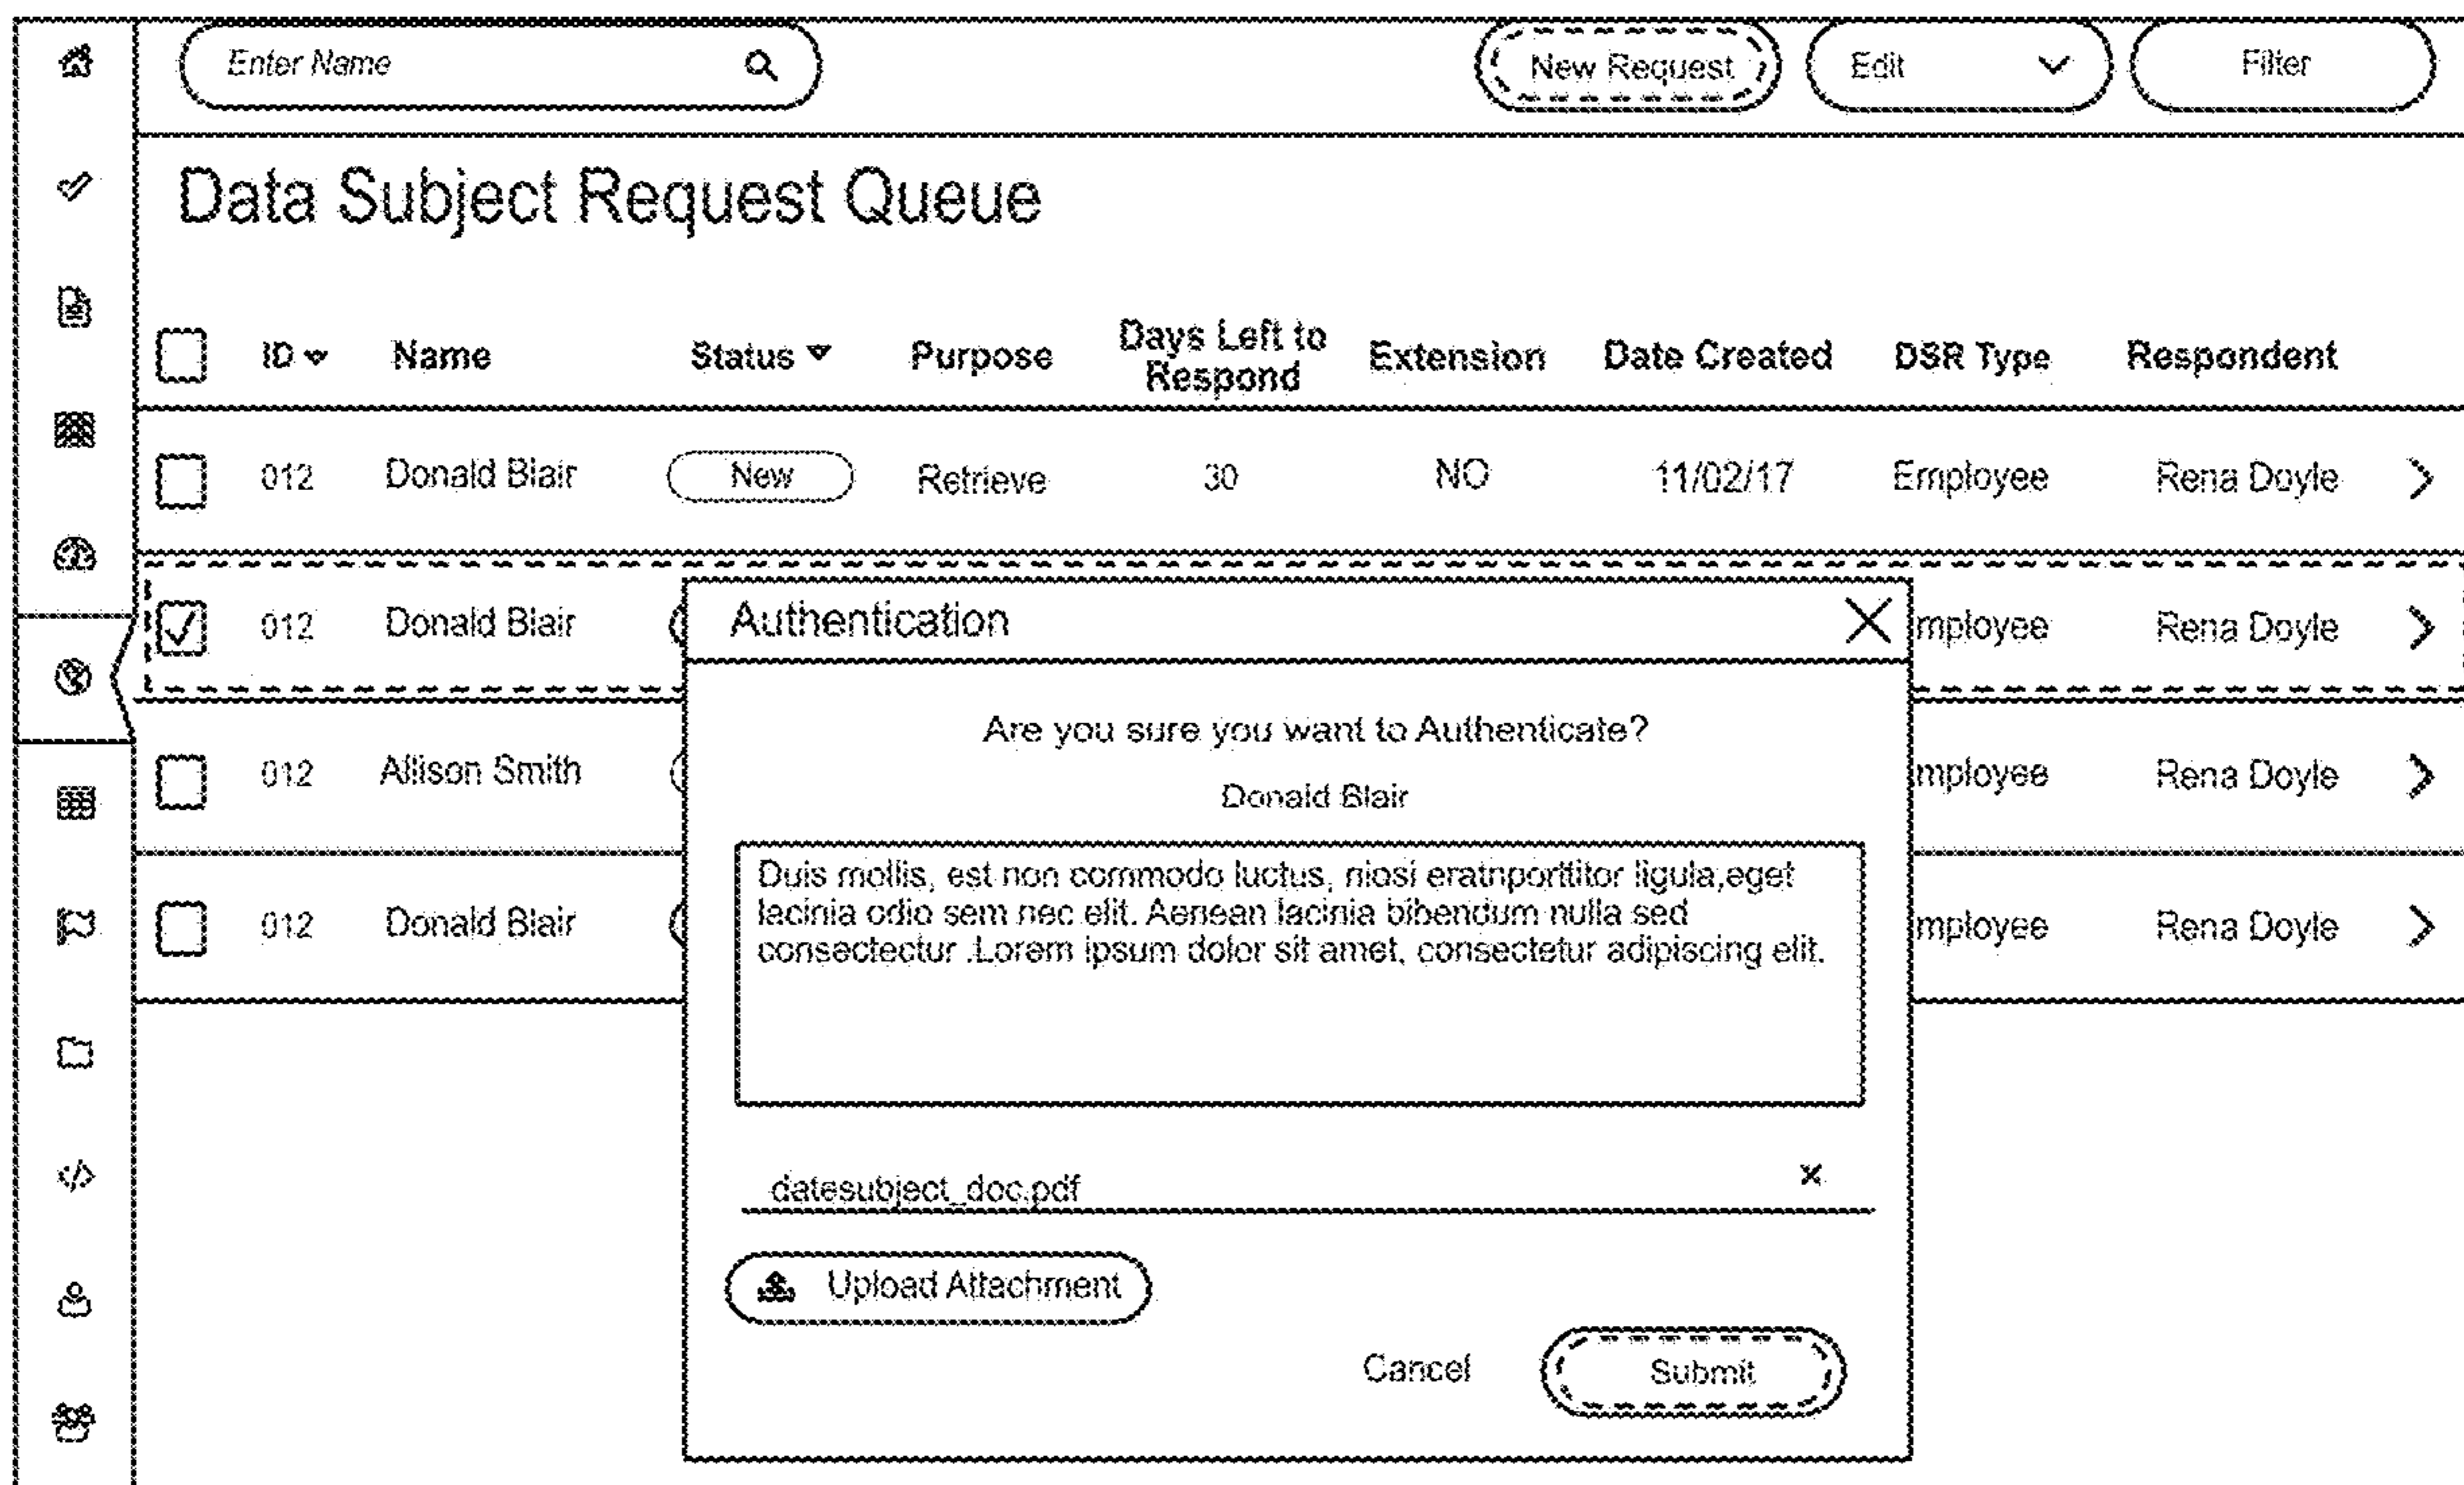 Enter Name
New Request
Edit
Filter
Data Subject Request Queue
ID Name Status Purpose Days Left to Respond Extension Date Created DSR Type Respondent
012 Donald Blair New Retrieve 30 NO 11/02/17 Employee Rena Doyle
012 Donald Blair mployee Rena Doyle
012 Allison Smith mployee Rena Doyle
012 Donald Blair mployee Rena Doyle
Authentication
Are you sure you want to Authenticate?
Donald Blair
Duis mollis, est non commodo luctus, niosi eratnporttitor ligula,eget
lacinia odio sem nec elit. Aenean lacinia bibendum nulla sed
consectectur .Lorem ipsum dolor sit amet, consectetur adipiscing elit.
datesubject_doc.pdf
Upload Attachment
Cancel
Submit